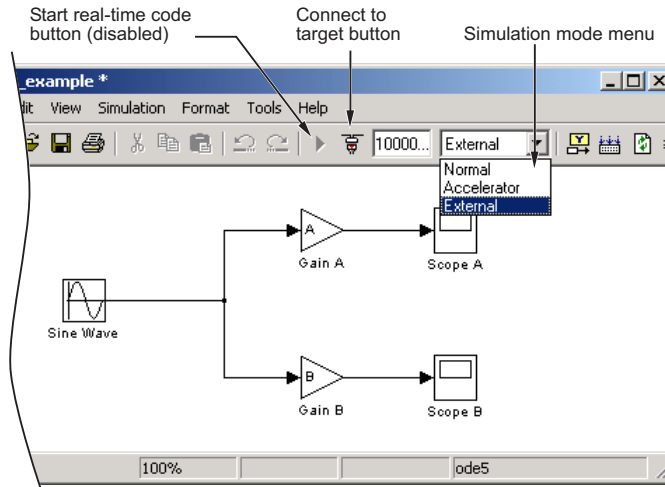 Start real-time code
button (disabled)
Connect to
target button
Simulation mode menu
_example *
dit View Simulation Format Tools Help
10000... External
Normal
Accelerator
External
A
Gain A
Scope A
Sine Wave
B
Gain B
Scope B
100% ode5